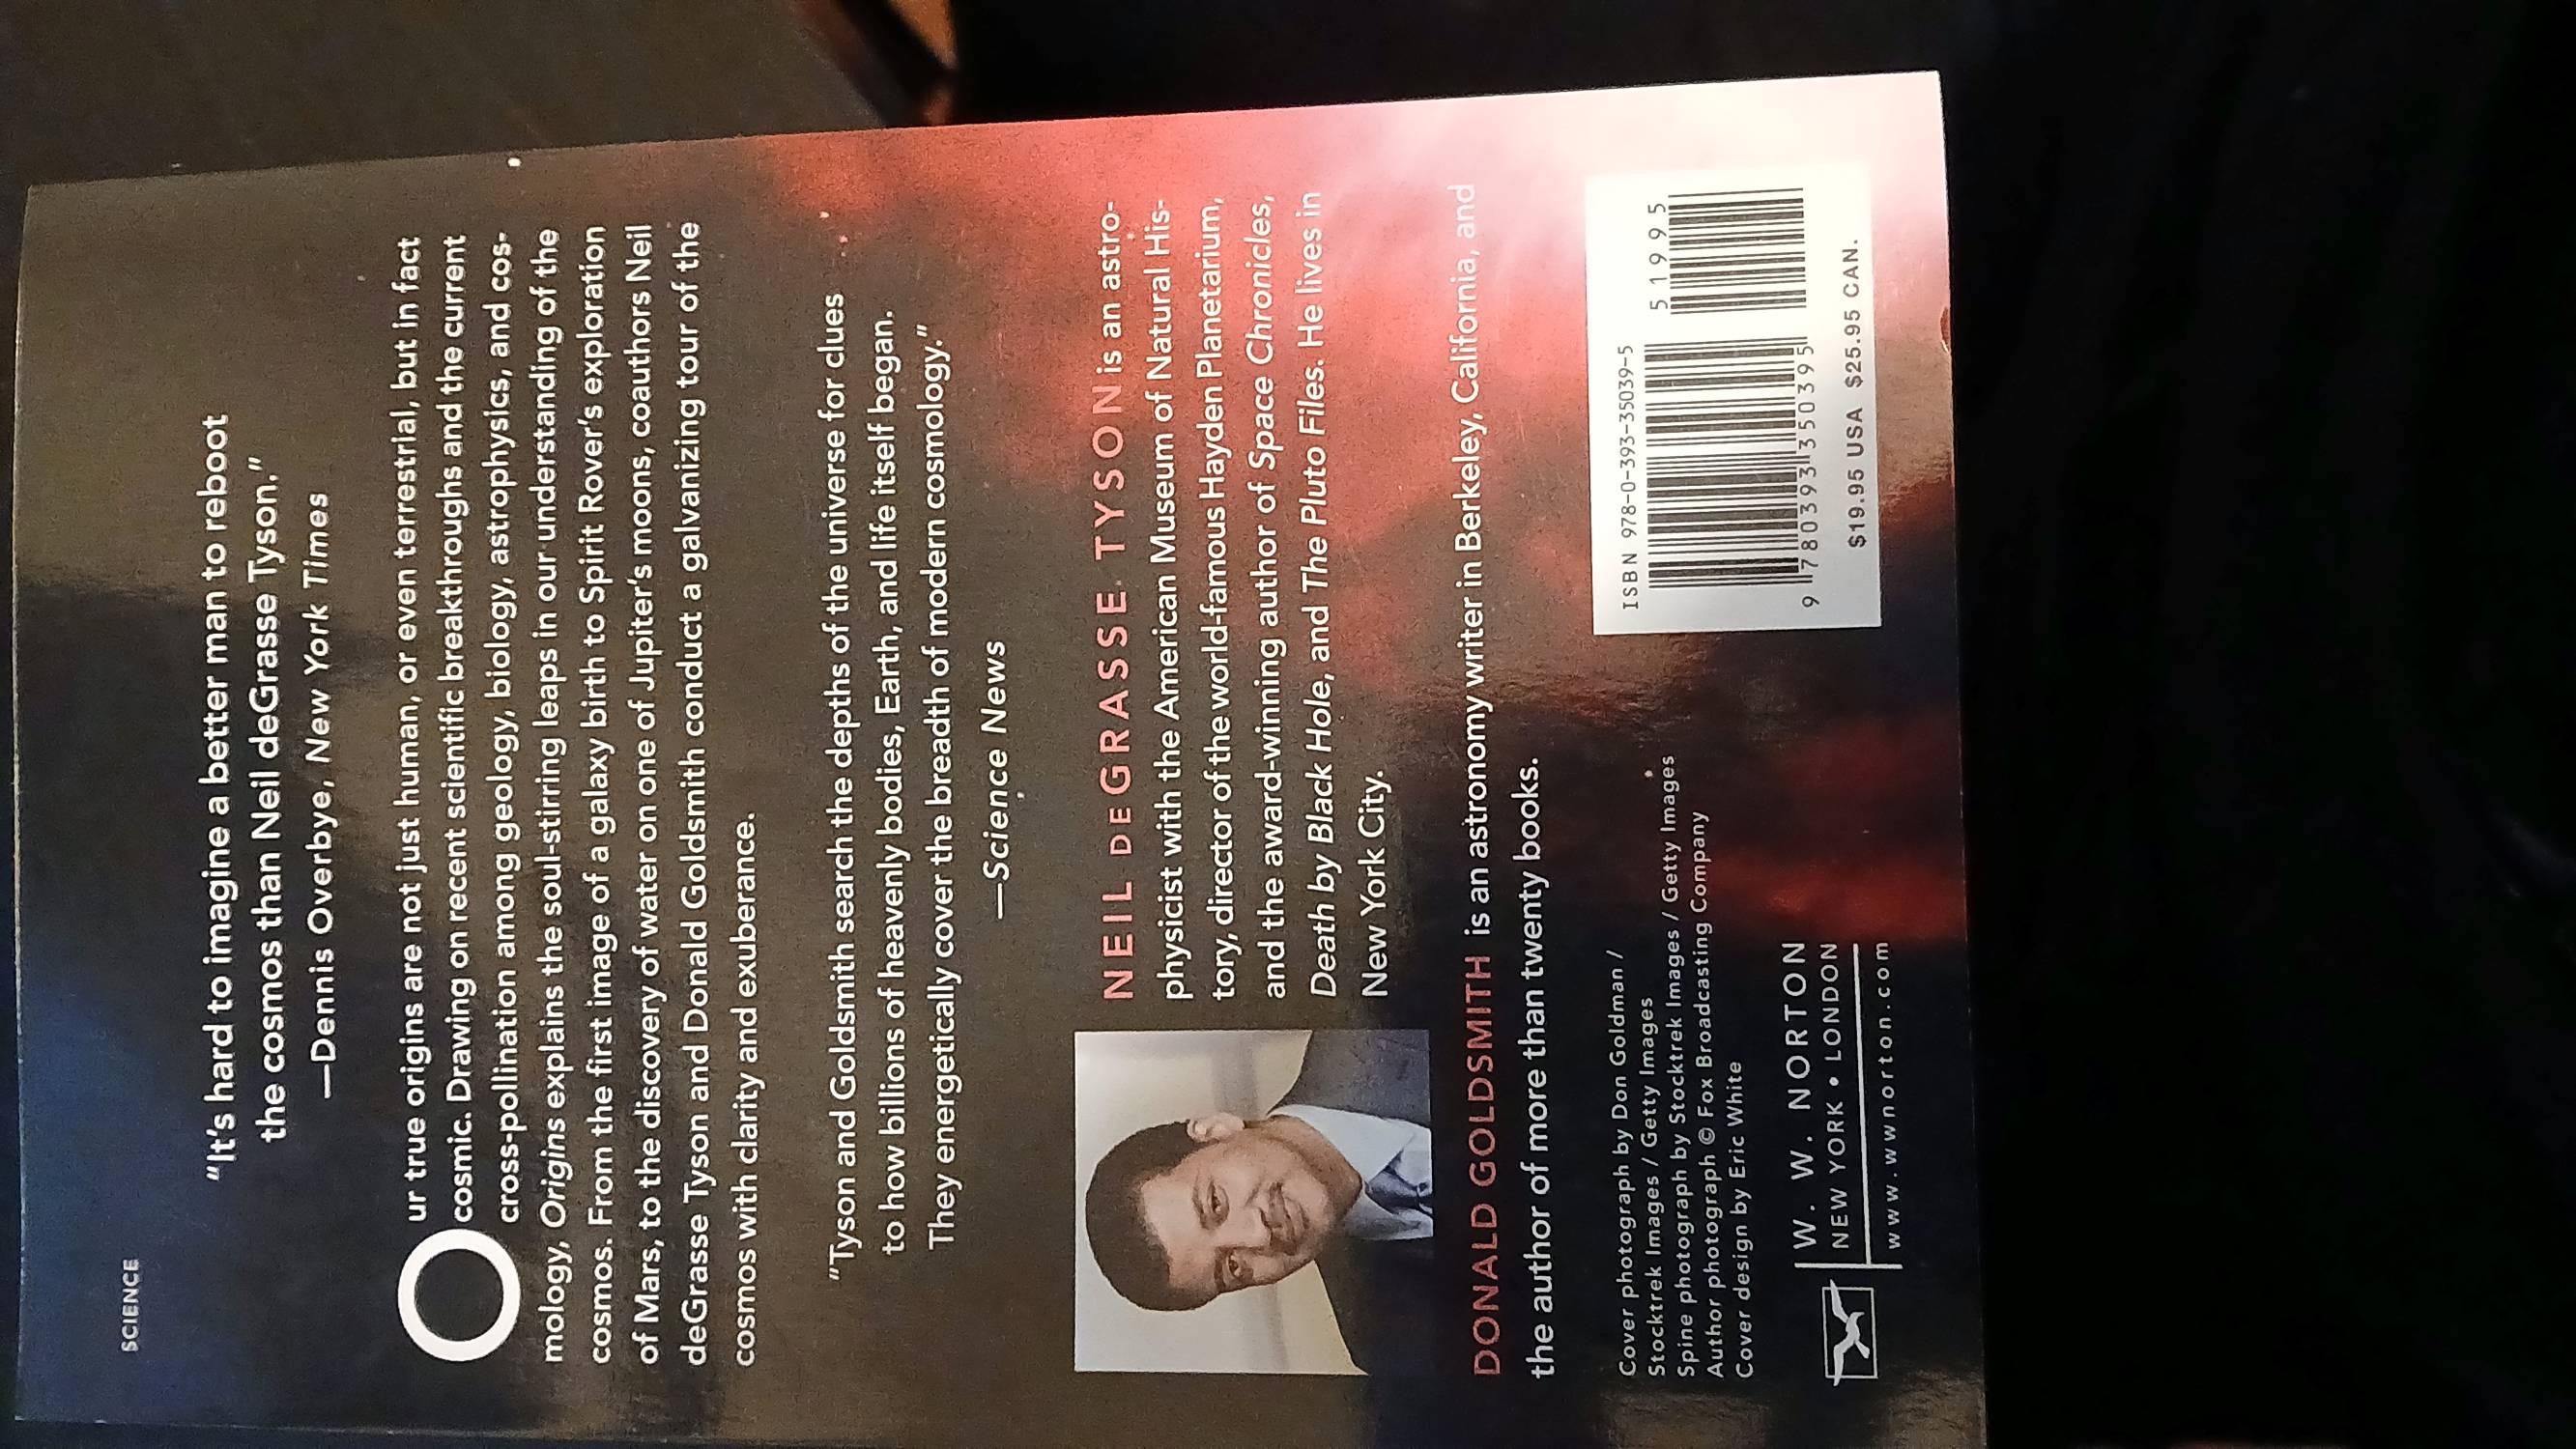 SCIENCE
“It’s hard to imagine a better man to reboot
the cosmos than Neil deGrasse Tyson.”
—Dennis Overbye, New York Times
Our true origins are not just human, or even terrestrial, but in fact
cosmic. Drawing on recent scientific breakthroughs and the current
cross-pollination among geology, biology, astrophysics, and cos-
mology, Origins explains the soul-stirring leaps in our understanding of the
cosmos. From the first image of a galaxy birth to Spirit Rover’s exploration
of Mars, to the discovery of water on one of Jupiter’s moons, coauthors Neil
deGrasse Tyson and Donald Goldsmith conduct a galvanizing tour of the
cosmos with clarity and exuberance.
“Tyson and Goldsmith search the depths of the universe for clues
to how billions of heavenly bodies, Earth, and life itself began.
They energetically cover the breadth of modern cosmology.”
—Science News
NEIL DEGRASSE TYSON is an astro-
physicist with the American Museum of Natural His-
tory, director of the world-famous Hayden Planetarium,
and the award-winning author of Space Chronicles,
Death by Black Hole, and The Pluto Files. He lives in
New York City.
DONALD GOLDSMITH is an astronomy writer in Berkeley, California, and
the author of more than twenty books.
Cover photograph by Don Goldman /
Stocktrek Images / Getty Images
Spine photograph by Stocktrek Images / Getty Images
Author photograph © Fox Broadcasting Company
Cover design by Eric White
W. W. NORTON
NEW YORK • LONDON
www.wwnorton.com
ISBN 978-0-393-35039-5
51995
9 780393 350395
$19.95 USA $25.95 CAN.